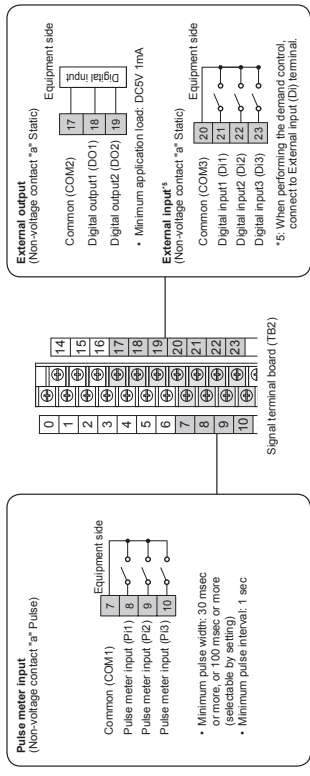 Pulse meter input
(Non-voltage contact "a" Pulse)
Equipment side
Common (COM1)
7
Pulse meter input (Pi1)
8
Pulse meter input (Pi2)
9
Pulse meter input (Pi3)
10
• Minimum pulse width: 30 msec
or more, or 100 msec or more
(selectable by setting)
• Minimum pulse interval: 1 sec
0
1
2
3
4
5
6
7
8
9
10
14
15
16
17
18
19
20
21
22
23
Signal terminal board (TB2)
External output
(Non-voltage contact "a" Static)
Equipment side
Common (COM2)
17
Digital output1 (DO1)
18
Digital output2 (DO2)
19
Digital input
• Minimum application load: DC5V 1mA
External input*5
(Non-voltage contact "a" Static)
Equipment side
Common (COM3)
20
Digital input1 (Di1)
21
Digital input2 (Di2)
22
Digital input3 (Di3)
23
*5: When performing the demand control,
connect to External input (Di) terminal.